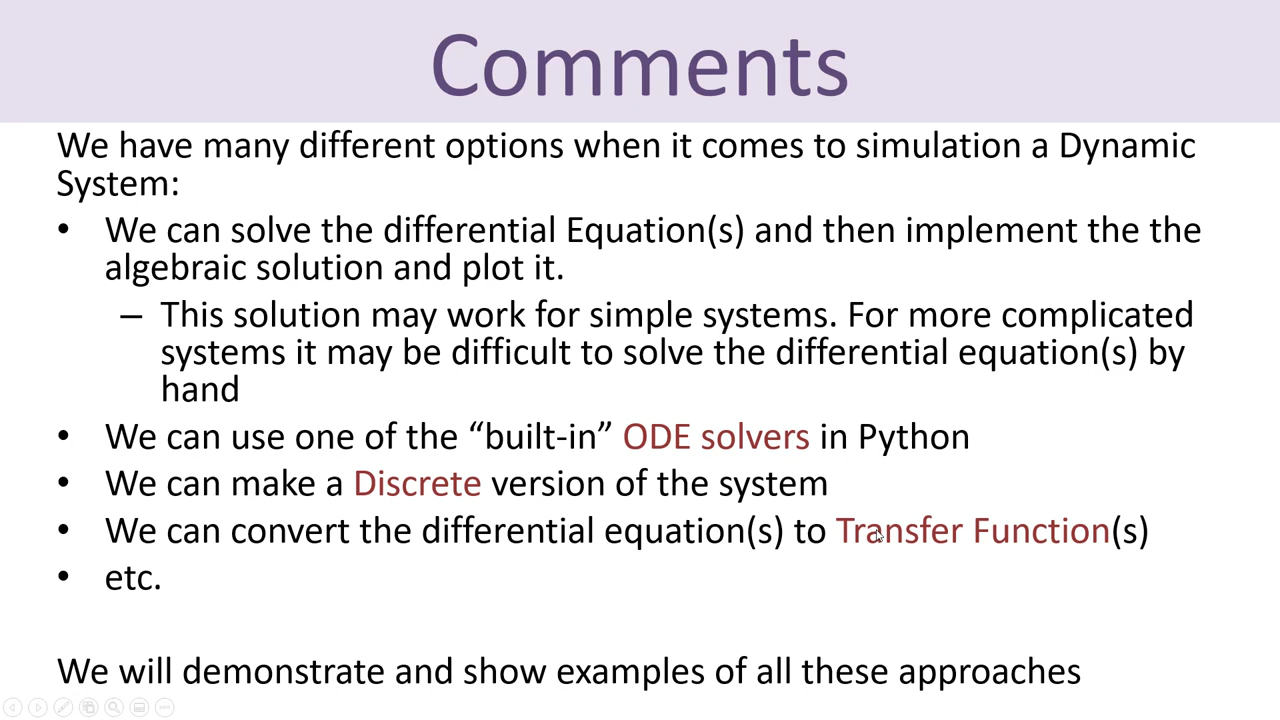 Comments
We have many different options when it comes to simulation a Dynamic
System:
• We can solve the differential Equation(s) and then implement the the
algebraic solution and plot it.
– This solution may work for simple systems. For more complicated
systems it may be difficult to solve the differential equation(s) by
hand
• We can use one of the “built-in” ODE solvers in Python
• We can make a Discrete version of the system
• We can convert the differential equation(s) to Transfer Function(s)
• etc.
We will demonstrate and show examples of all these approaches